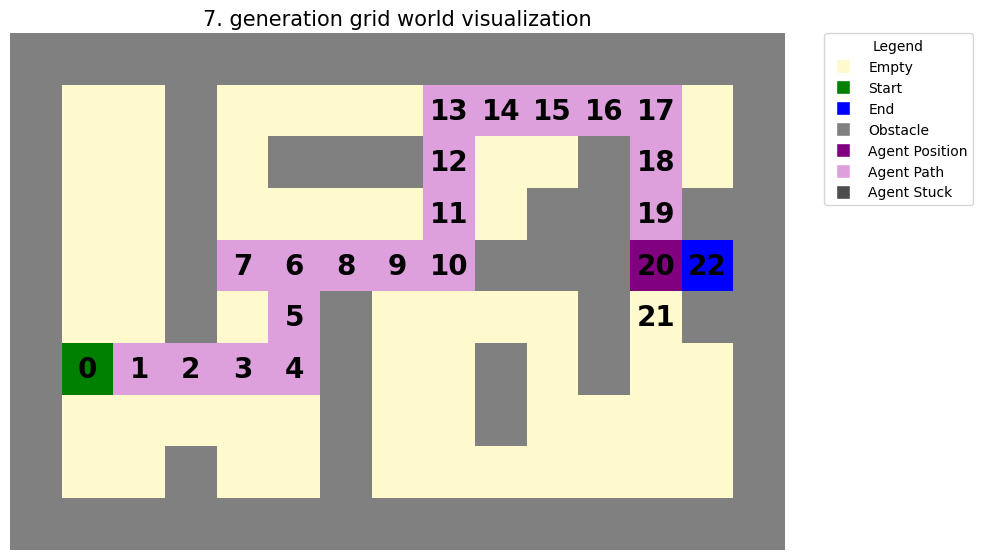 7. generation grid world visualization
13 14 15 16 17
12 18
11 19
7 6 8 9 10 20 22
5 21
0 1 2 3 4
Legend
Empty
Start
End
Obstacle
Agent Position
Agent Path
Agent Stuck